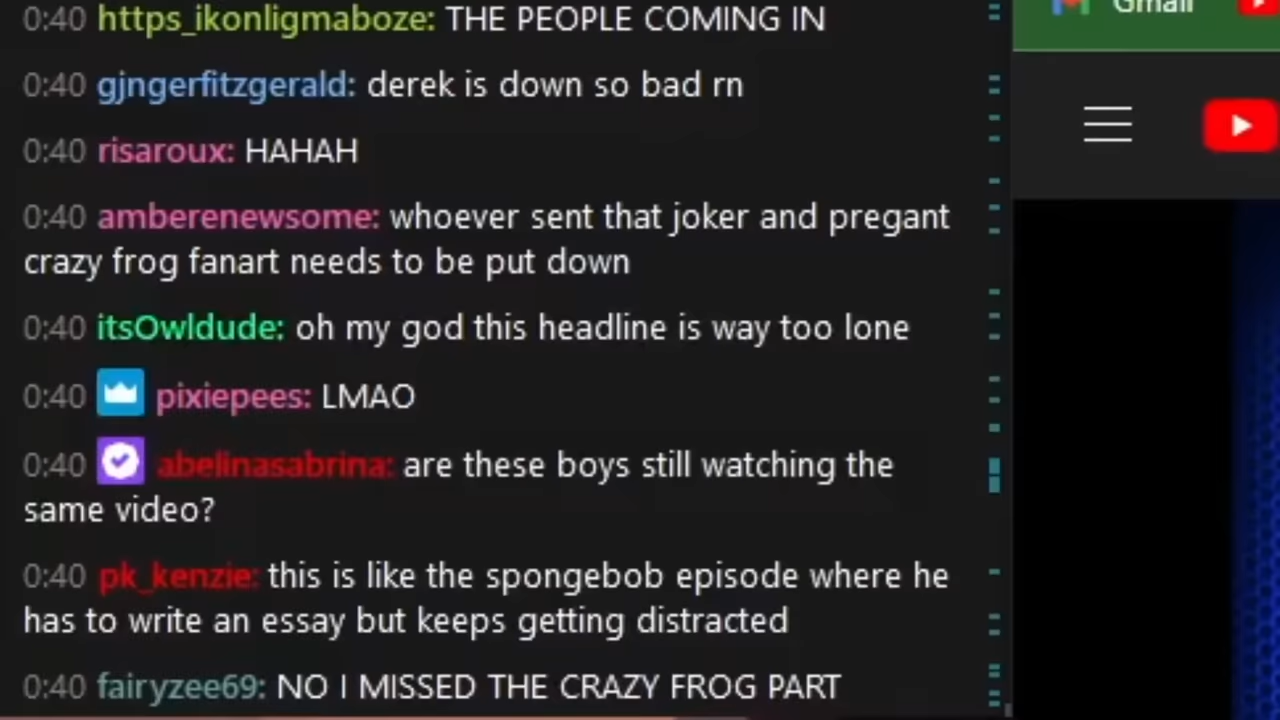 0:40 https_ikonligmaboze: THE PEOPLE COMING IN
Gmail
0:40 gjngerfitzgerald: derek is down so bad rn
0:40 risaroux: HAHAH
0:40 amberenewsome: whoever sent that joker and pregant
crazy frog fanart needs to be put down
0:40 itsOwldude: oh my god this headline is way too lone
0:40 pixiepees: LMAO
0:40 abelinasabrina: are these boys still watching the
same video?
0:40 pk_kenzie: this is like the spongebob episode where he
has to write an essay but keeps getting distracted
0:40 fairyzee69: NO I MISSED THE CRAZY FROG PART